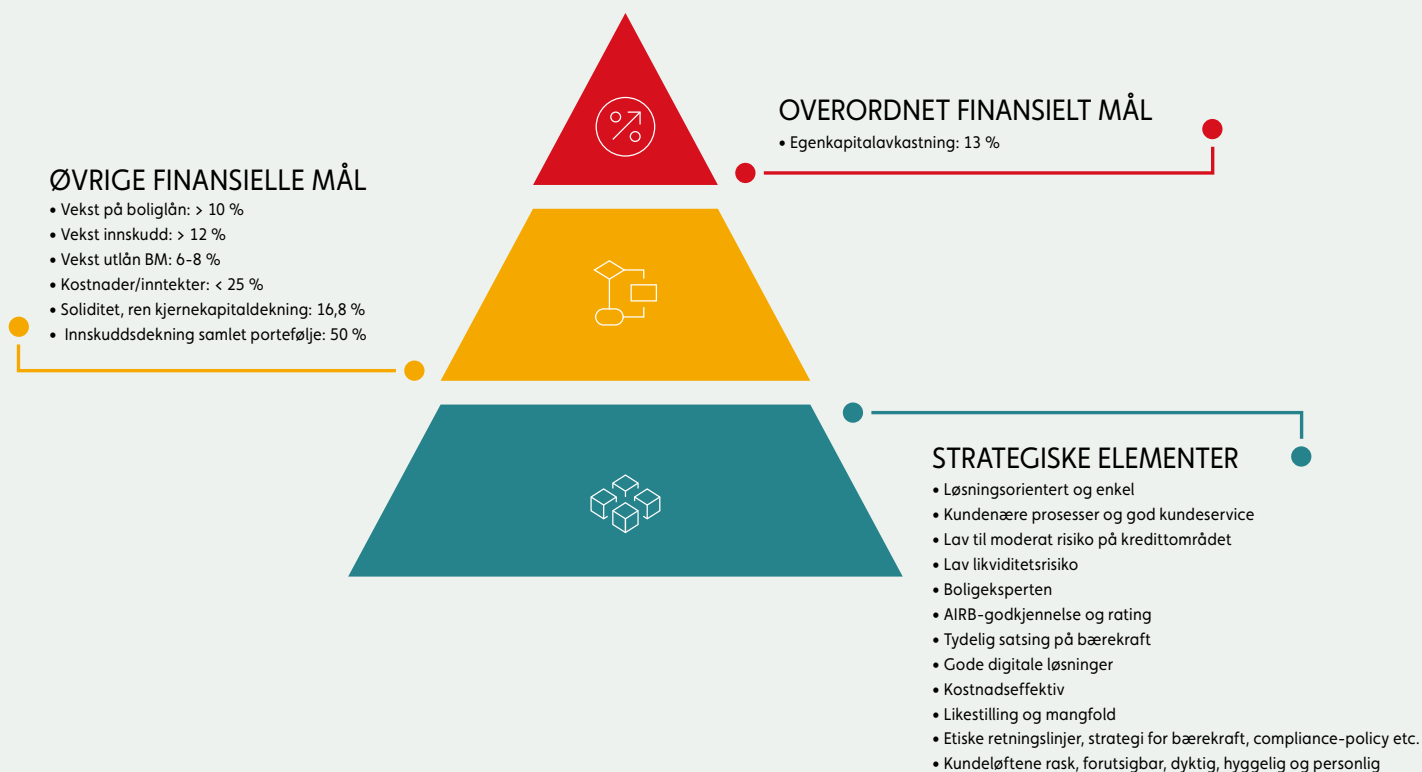 OVERORDNET FINANSIELT MÅL
• Egenkapitalavkastning: 13 %
ØVRIGE FINANSIELLE MÅL
• Vekst på boliglån: > 10 %
• Vekst innskudd: > 12 %
• Vekst utlån BM: 6-8 %
• Kostnader/inntekter: < 25 %
• Soliditet, ren kjernekapitaldekning: 16,8 %
• Innskuddsdekning samlet portefølje: 50 %
STRATEGISKE ELEMENTER
• Løsningsorientert og enkel
• Kundenære prosesser og god kundeservice
• Lav til moderat risiko på kredittområdet
• Lav likviditetsrisiko
• Boligeksperten
• AIRB-godkjennelse og rating
• Tydelig satsing på bærekraft
• Gode digitale løsninger
• Kostnadseffektiv
• Likestilling og mangfold
• Etiske retningslinjer, strategi for bærekraft, compliance-policy etc.
• Kundeløftene rask, forutsigbar, dyktig, hyggelig og personlig